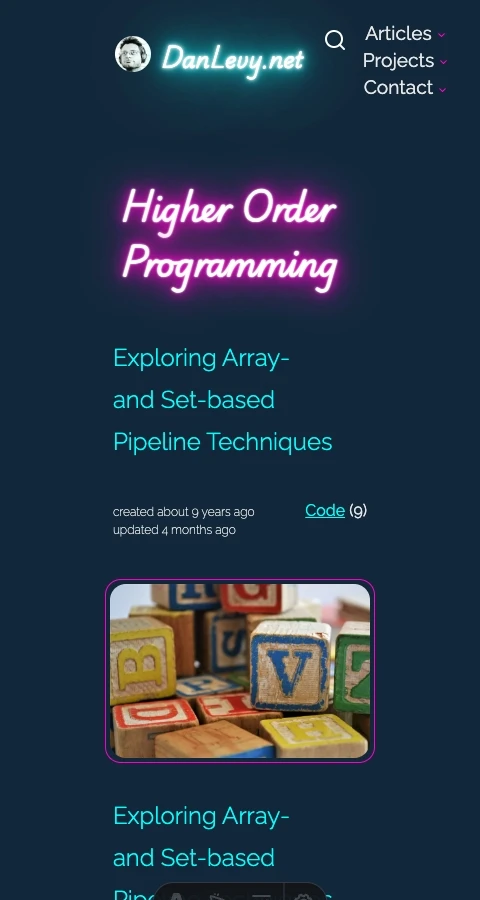 DanLevy.net
Articles
Projects
Contact
Higher Order
Programming
Exploring Array-
and Set-based
Pipeline Techniques
created about 9 years ago
updated 4 months ago
Code (9)
B
S
V
Z
P
D
E
Exploring Array-
and Set-based